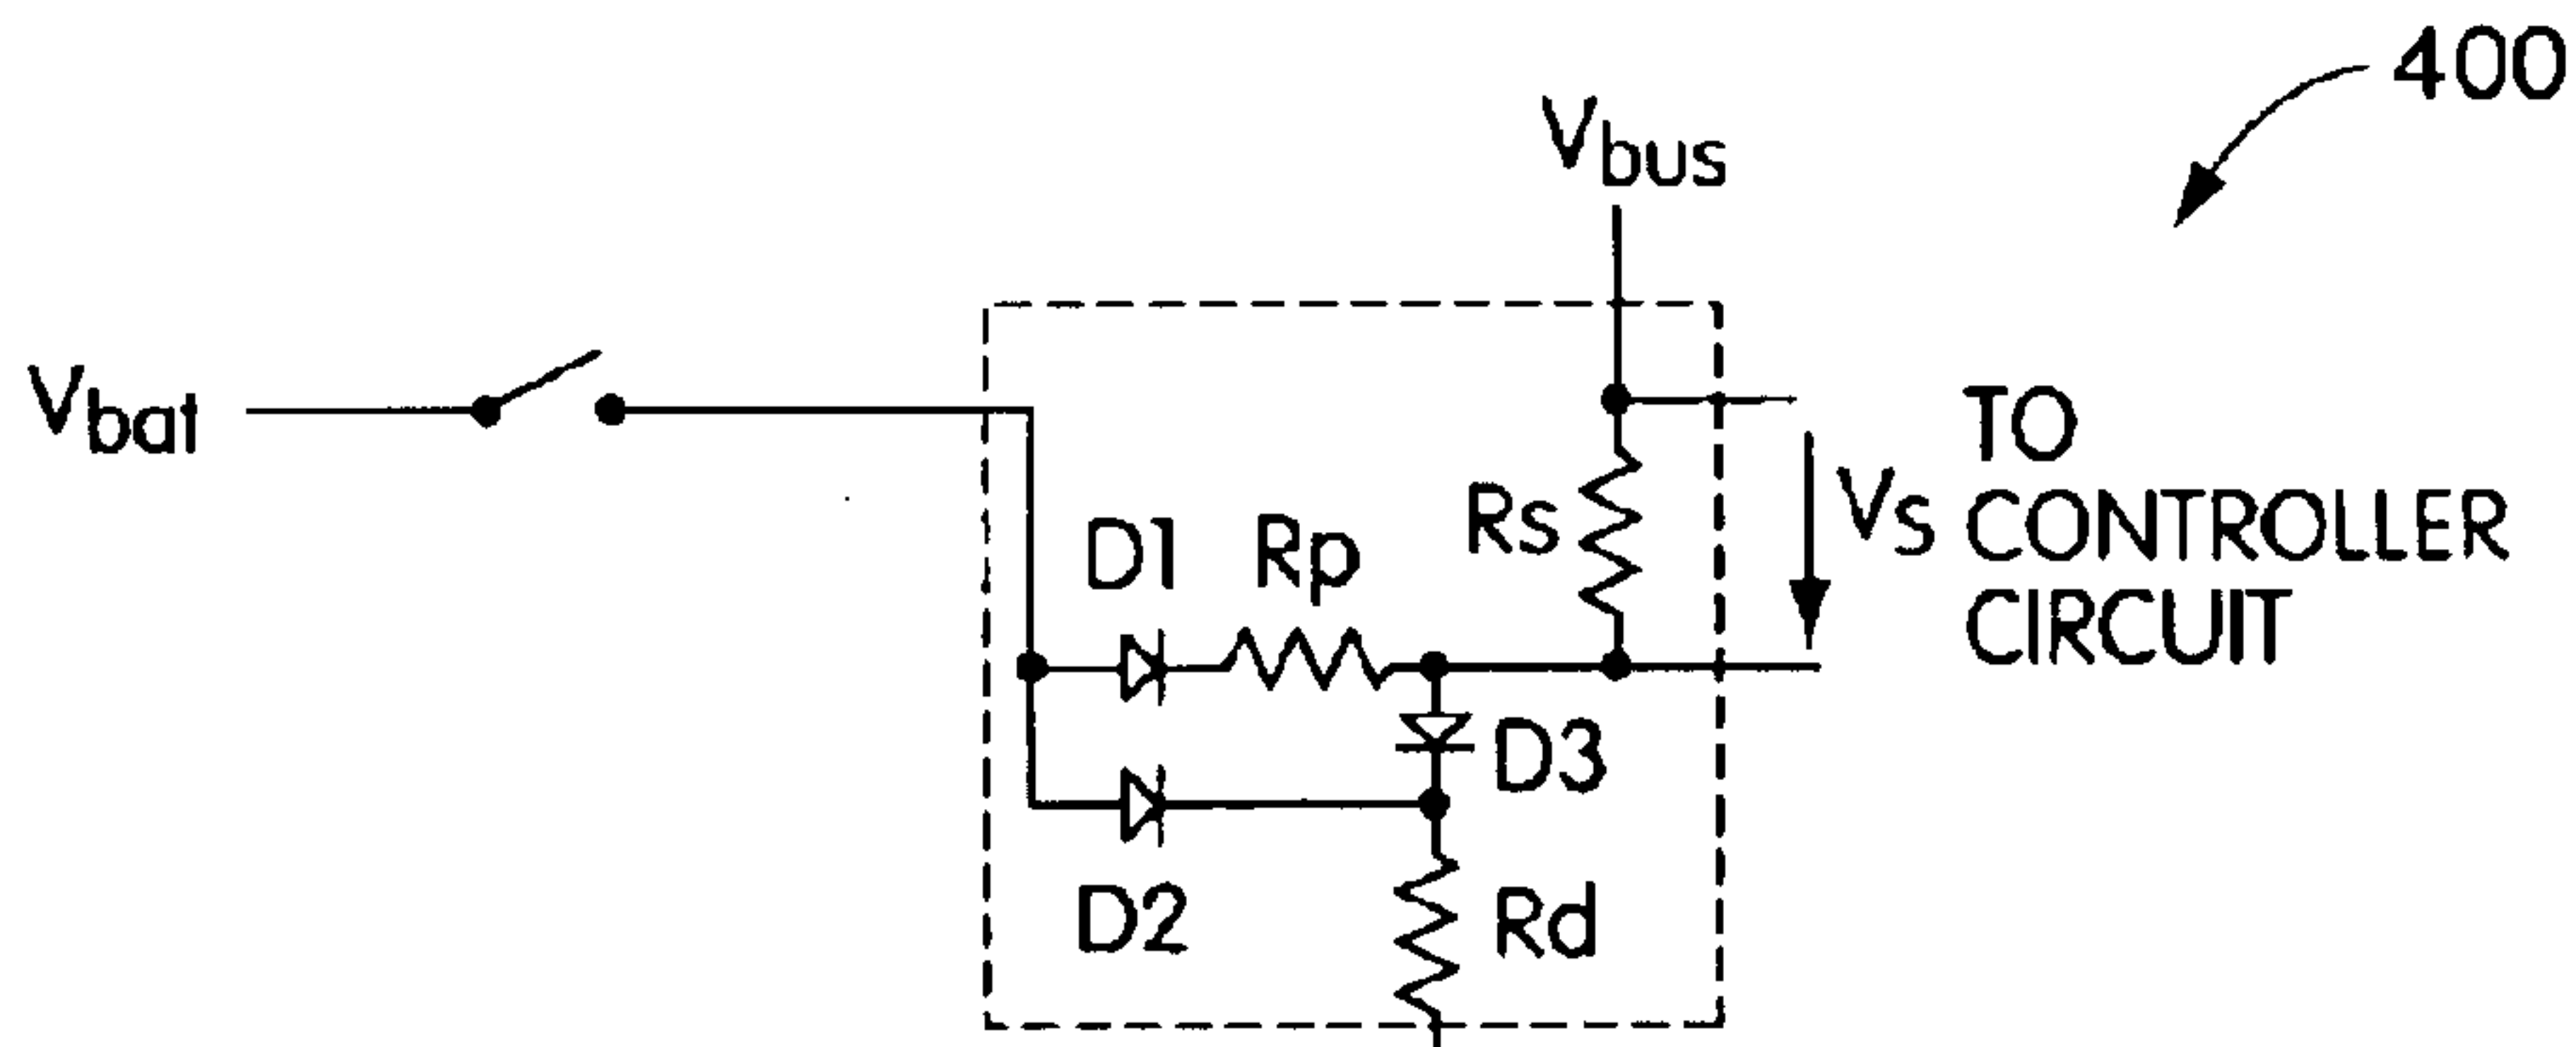 400
Vbus
Vbat
TO
CONTROLLER
CIRCUIT
Vs
Rs
D1
Rp
D3
D2
Rd